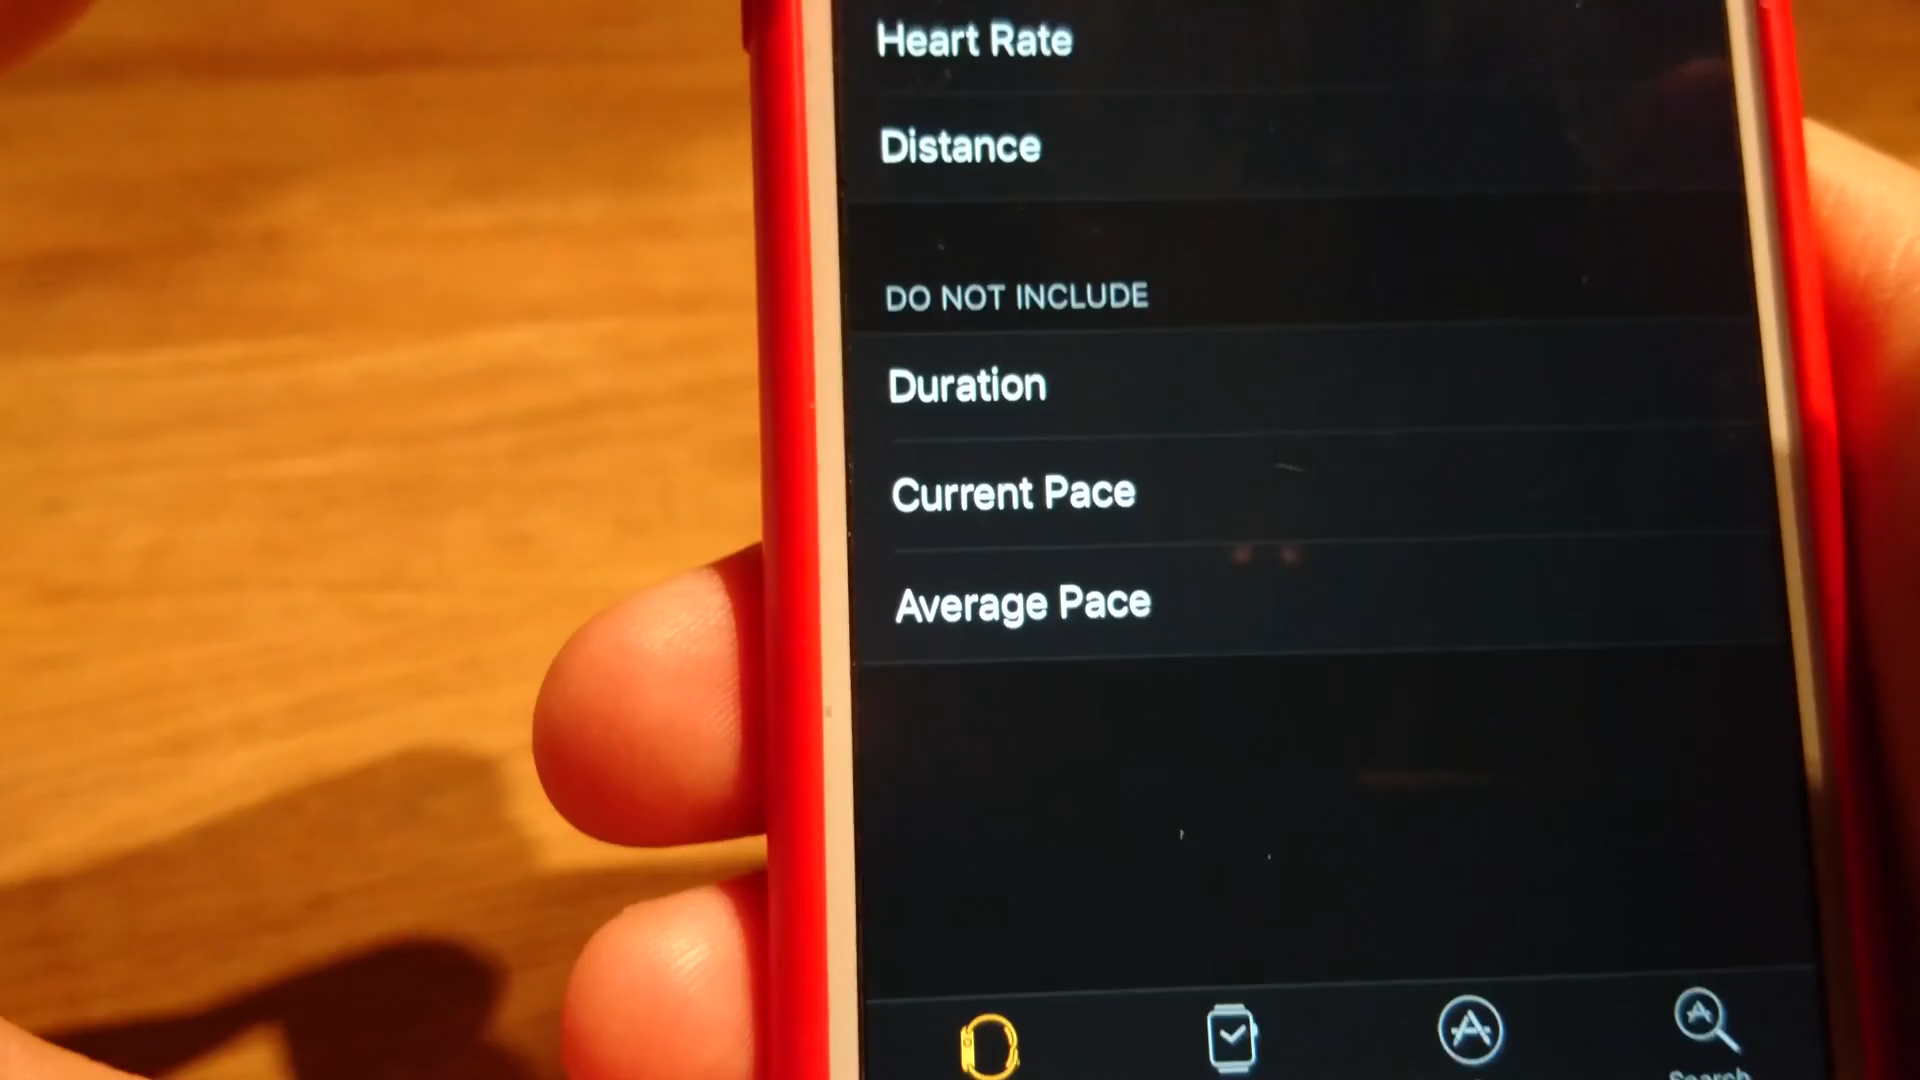 Heart Rate
Distance
DO NOT INCLUDE
Duration
Current Pace
Average Pace
Search